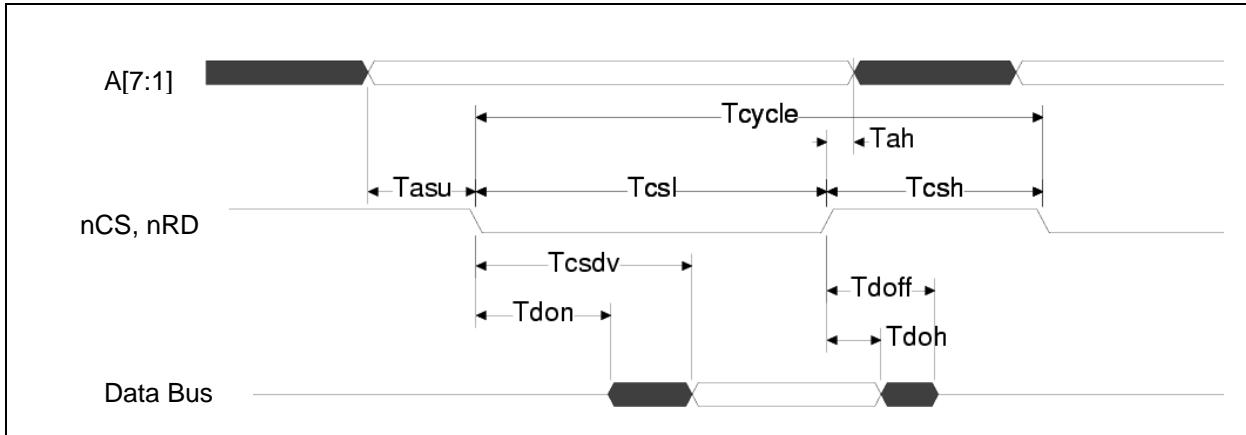 A[7:1]
Tcycle
Tah
Tasu
Tcsl
Tcsh
nCS, nRD
Tcsdv
Tdoff
Tdon
Tdoh
Data Bus